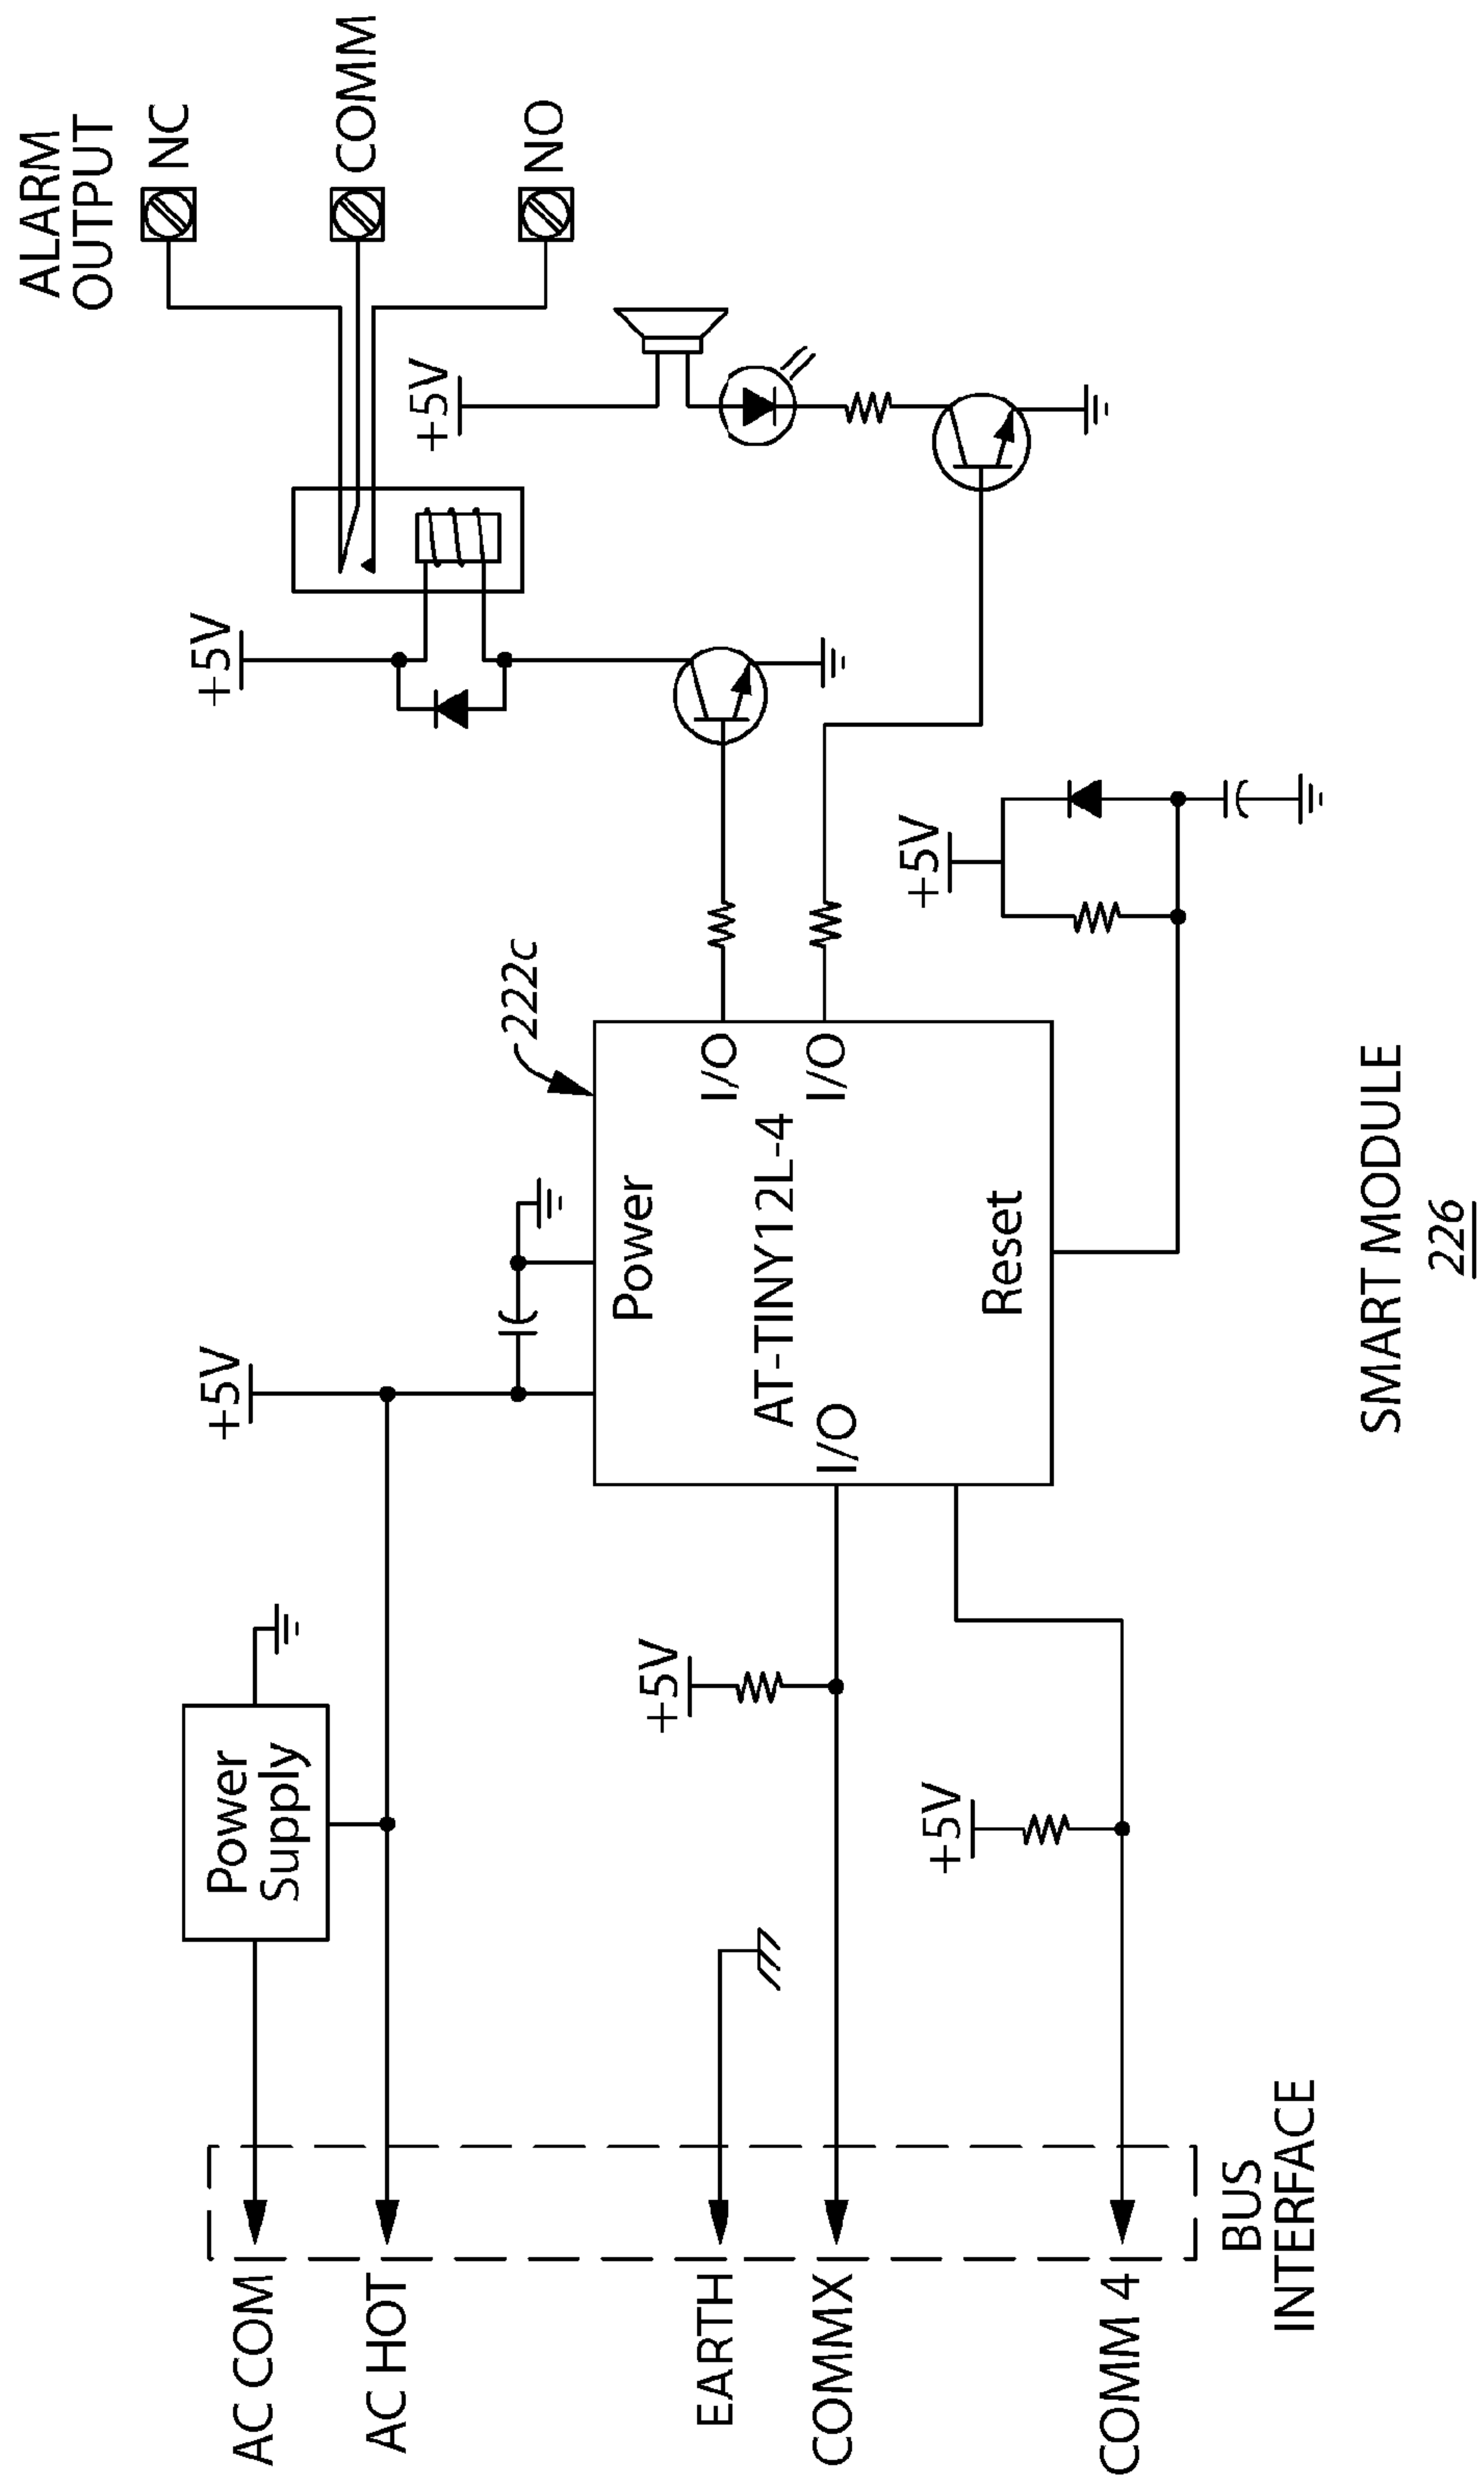 ALARM
OUTPUT
NC
COMM
NO
+5V
+5V
+5V
222c
+5V
Power
I/O
I/O
AT-TINY12L-4
I/O
Reset
Power
Supply
+5V
+5V
AC COM
AC HOT
EARTH
COMMX
COMM 4
BUS
INTERFACE
SMART MODULE
226